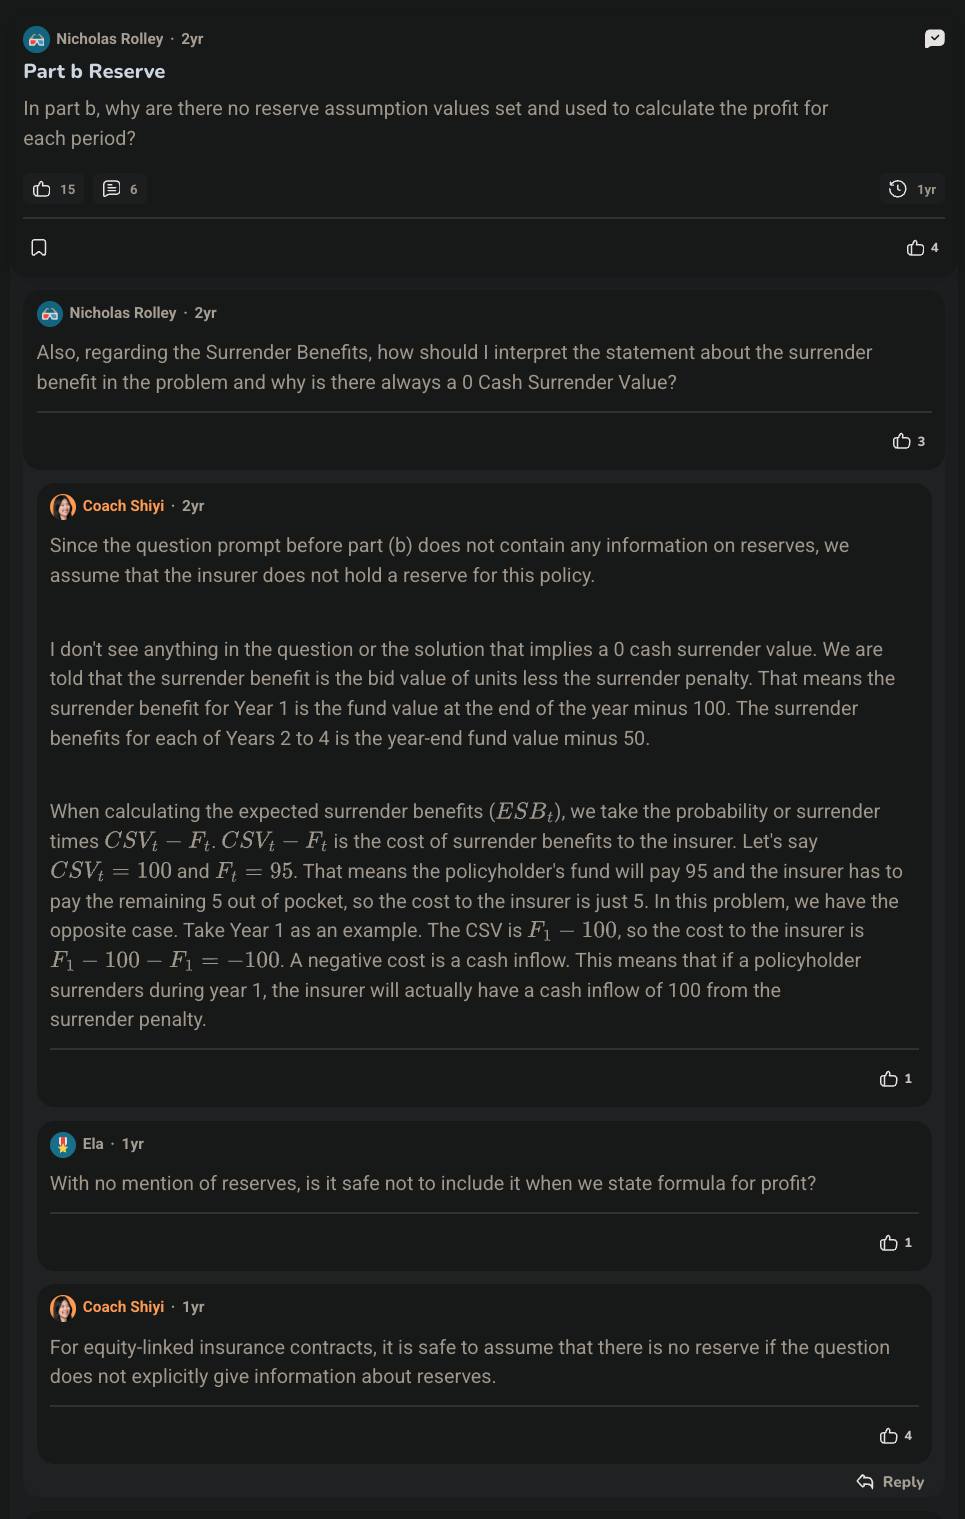 Nicholas Rolley · 2yr
Part b Reserve
In part b, why are there no reserve assumption values set and used to calculate the profit for
each period?
15 6 1yr
4
Nicholas Rolley · 2yr
Also, regarding the Surrender Benefits, how should I interpret the statement about the surrender
benefit in the problem and why is there always a 0 Cash Surrender Value?
3
Coach Shiyi · 2yr
Since the question prompt before part (b) does not contain any information on reserves, we
assume that the insurer does not hold a reserve for this policy.
I don't see anything in the question or the solution that implies a 0 cash surrender value. We are
told that the surrender benefit is the bid value of units less the surrender penalty. That means the
surrender benefit for Year 1 is the fund value at the end of the year minus 100. The surrender
benefits for each of Years 2 to 4 is the year-end fund value minus 50.
When calculating the expected surrender benefits (ESB_t), we take the probability or surrender
times CSV_t − F_t. CSV_t − F_t is the cost of surrender benefits to the insurer. Let's say
CSV_t = 100 and F_t = 95. That means the policyholder's fund will pay 95 and the insurer has to
pay the remaining 5 out of pocket, so the cost to the insurer is just 5. In this problem, we have the
opposite case. Take Year 1 as an example. The CSV is F_1 − 100, so the cost to the insurer is
F_1 − 100 − F_1 = −100. A negative cost is a cash inflow. This means that if a policyholder
surrenders during year 1, the insurer will actually have a cash inflow of 100 from the
surrender penalty.
1
Ela · 1yr
With no mention of reserves, is it safe not to include it when we state formula for profit?
1
Coach Shiyi · 1yr
For equity-linked insurance contracts, it is safe to assume that there is no reserve if the question
does not explicitly give information about reserves.
4
Reply